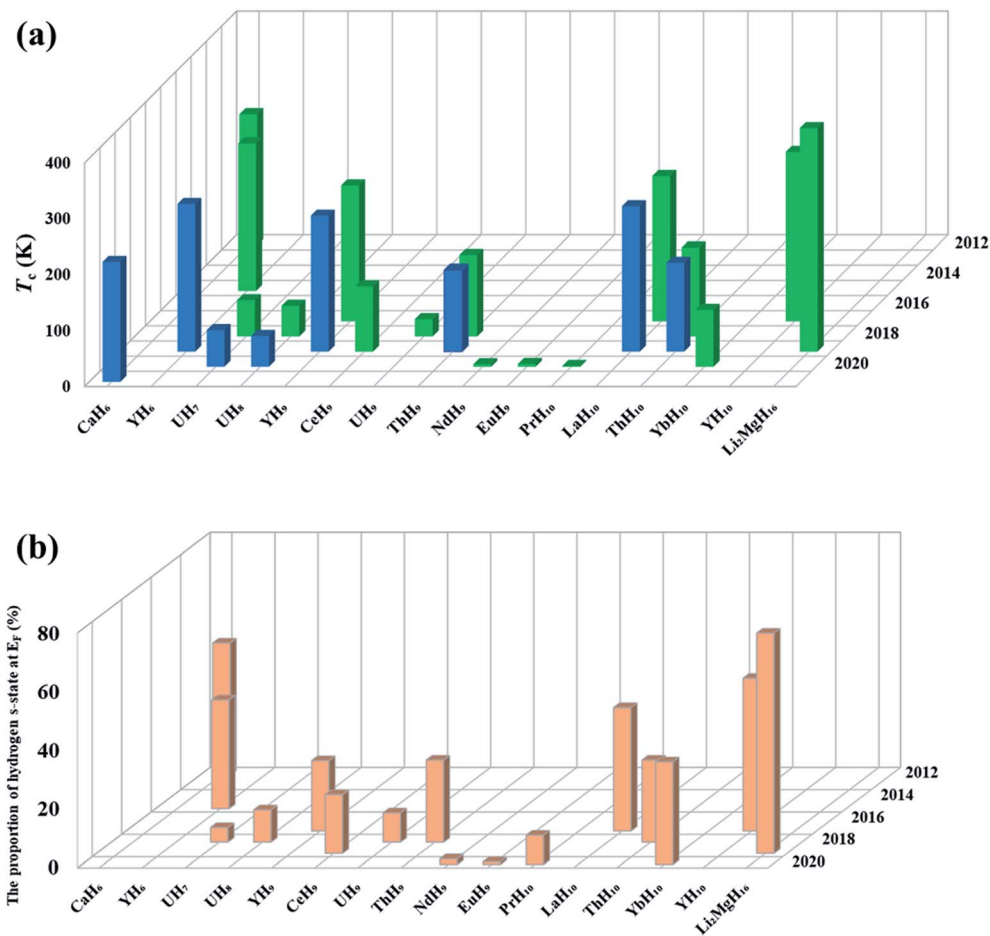 (a)
400
300
200
100
0
T_c (K)
2012
2014
2016
2018
2020
CaH₆
YH₆
UH₇
UH₈
YH₉
CeH₉
UH₉
ThH₉
NdH₉
EuH₉
PrH₁₀
LaH₁₀
ThH₁₀
YbH₁₀
YH₁₀
Li₂MgH₁₆
(b)
80
60
40
20
0
The proportion of hydrogen s-state at E_F (%)
2012
2014
2016
2018
2020
CaH₆
YH₆
UH₇
UH₈
YH₉
CeH₉
UH₉
ThH₉
NdH₉
EuH₉
PrH₁₀
LaH₁₀
ThH₁₀
YbH₁₀
YH₁₀
Li₂MgH₁₆